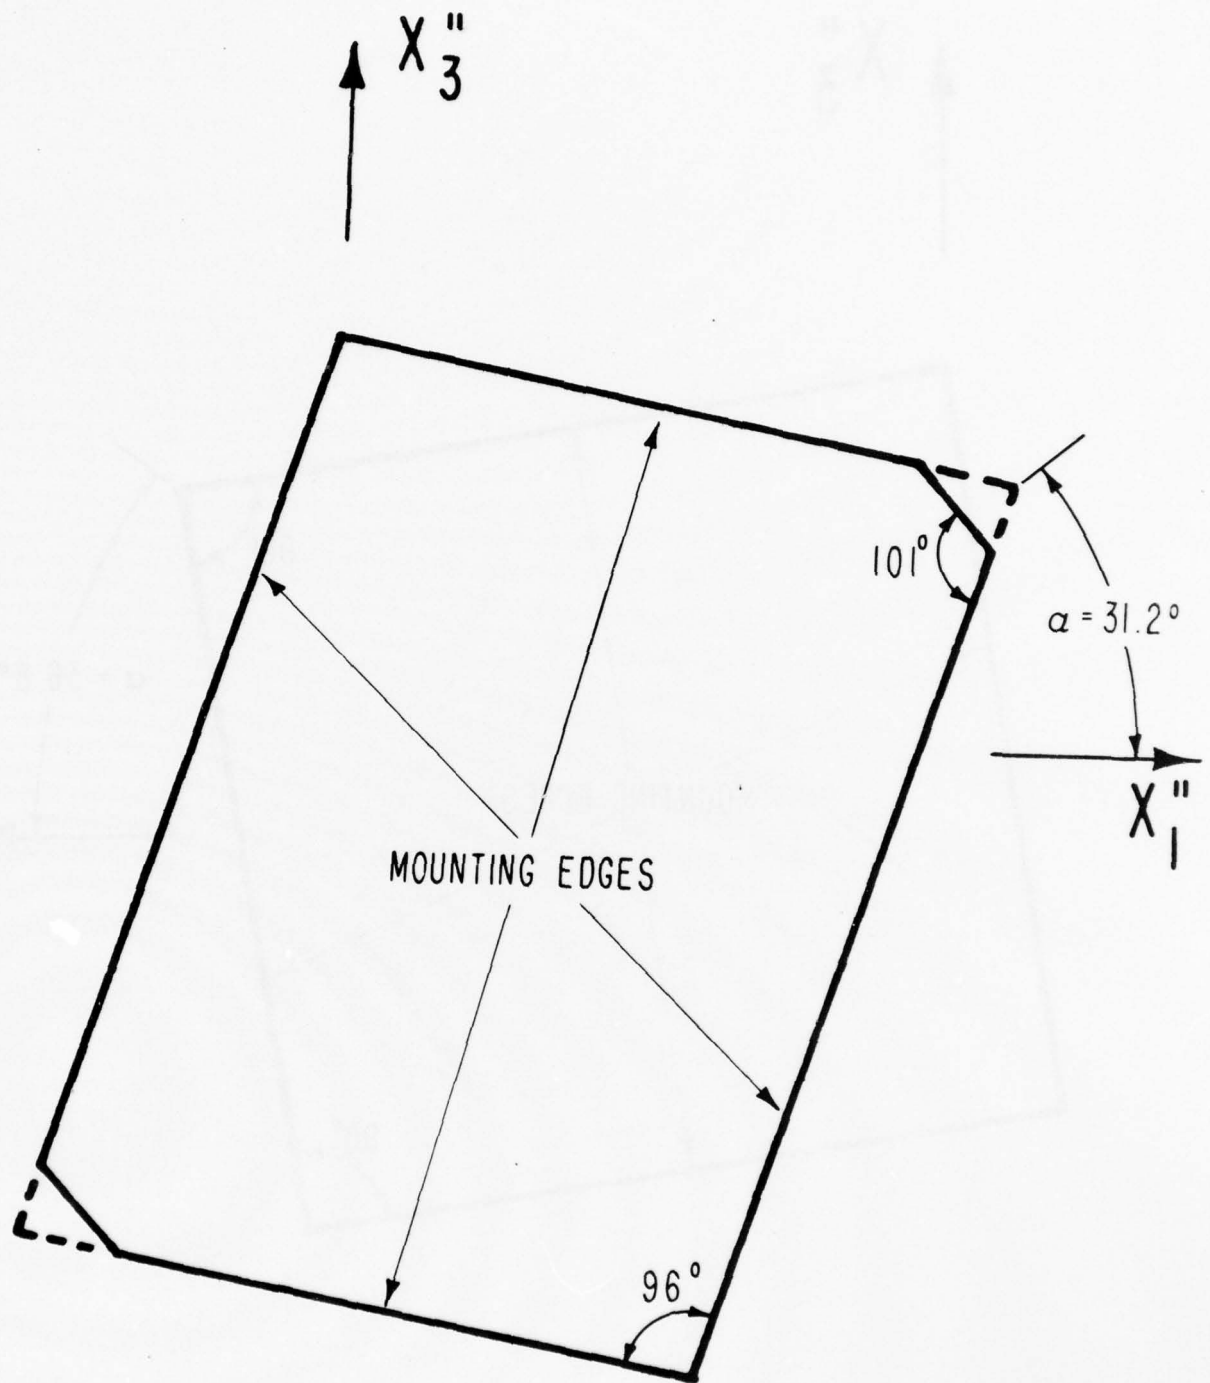 X₃"
101°
α = 31.2°
X₁"
MOUNTING EDGES
96°